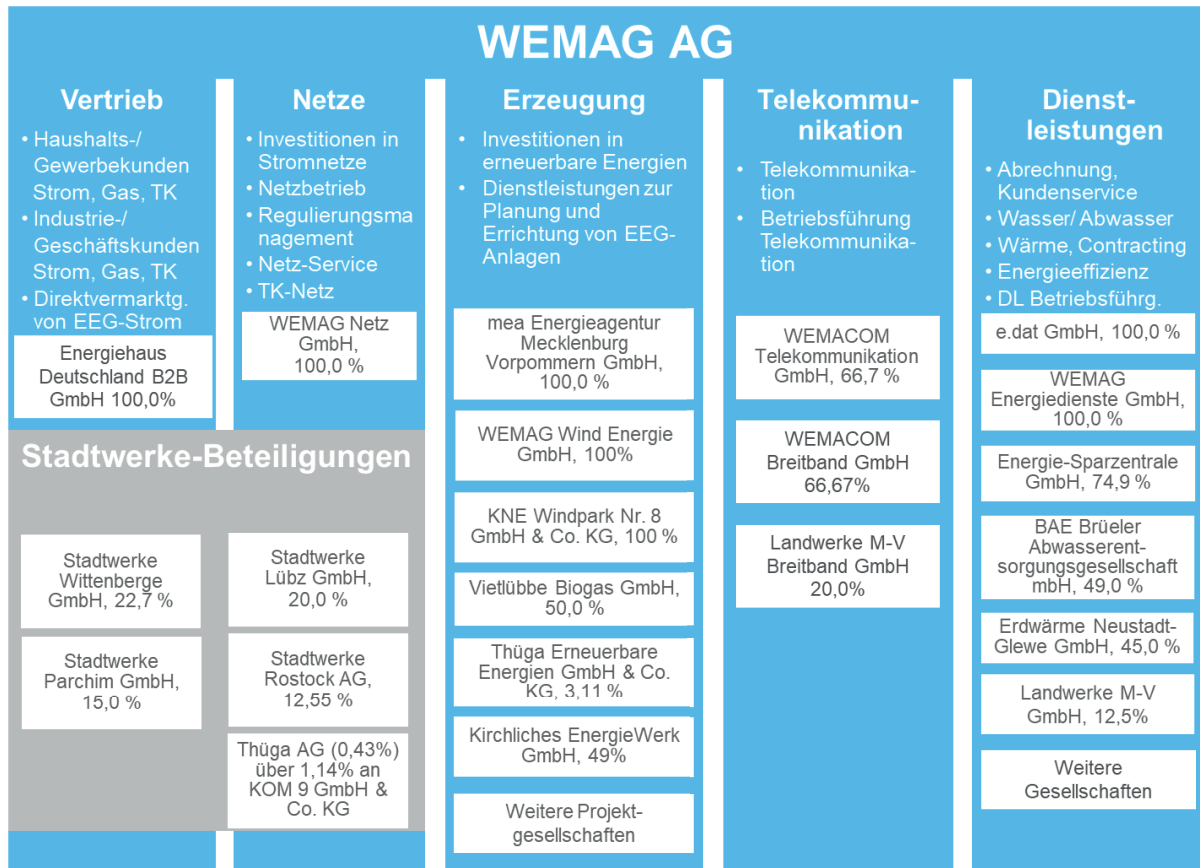 WEMAG AG
Vertrieb
• Haushalts-/
Gewerbekunden
Strom, Gas, TK
• Industrie-/
Geschäftskunden
Strom, Gas, TK
• Direktvermarktg.
von EEG-Strom
Energiehaus
Deutschland B2B
GmbH 100,0%
Netze
• Investitionen in
Stromnetze
• Netzbetrieb
• Regulierungsma
nagement
• Netz-Service
• TK-Netz
WEMAG Netz
GmbH,
100,0 %
Stadtwerke-Beteiligungen
Stadtwerke
Wittenberge
GmbH, 22,7 %
Stadtwerke
Parchim GmbH,
15,0 %
Stadtwerke
Lübz GmbH,
20,0 %
Stadtwerke
Rostock AG,
12,55 %
Thüga AG (0,43%)
über 1,14% an
KOM 9 GmbH &
Co. KG
Erzeugung
• Investitionen in
erneuerbare Energien
• Dienstleistungen zur
Planung und
Errichtung von EEG-
Anlagen
mea Energieagentur
Mecklenburg
Vorpommern GmbH,
100,0 %
WEMAG Wind Energie
GmbH, 100%
KNE Windpark Nr. 8
GmbH & Co. KG, 100 %
Vietlübbe Biogas GmbH,
50,0 %
Thüga Erneuerbare
Energien GmbH & Co.
KG, 3,11 %
Kirchliches EnergieWerk
GmbH, 49%
Weitere Projekt-
gesellschaften
Telekommu-
nikation
• Telekommunika-
tion
• Betriebsführung
Telekommunika-
tion
WEMACOM
Telekommunikation
GmbH, 66,7 %
WEMACOM
Breitband GmbH
66,67%
Landwerke M-V
Breitband GmbH
20,0%
Dienst-
leistungen
• Abrechnung,
Kundenservice
• Wasser/ Abwasser
• Wärme, Contracting
• Energieeffizienz
• DL Betriebsführg.
e.dat GmbH, 100,0 %
WEMAG
Energiedienste GmbH,
100,0 %
Energie-Sparzentrale
GmbH, 74,9 %
BAE Brüeler
Abwasserent-
sorgungsgesellschaft
mbH, 49,0 %
Erdwärme Neustadt-
Glewe GmbH, 45,0 %
Landwerke M-V
GmbH, 12,5%
Weitere
Gesellschaften